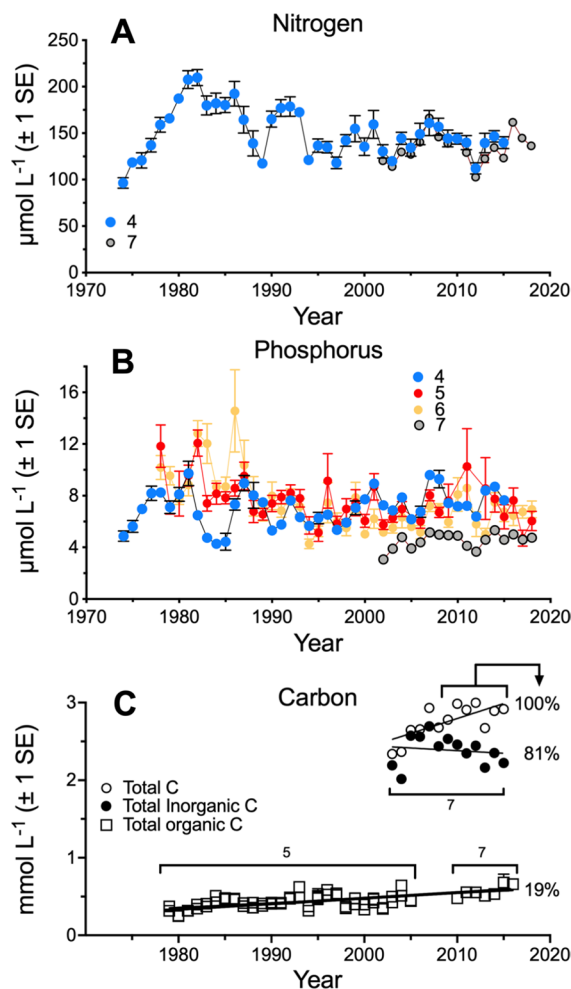 A Nitrogen
250
200
150
100
50
0
µmol L⁻¹ (± 1 SE)
4
7
1970 1980 1990 2000 2010 2020
Year
B Phosphorus
16
12
8
4
0
µmol L⁻¹ (± 1 SE)
4
5
6
7
1970 1980 1990 2000 2010 2020
Year
C Carbon
3
2
1
0
mmol L⁻¹ (± 1 SE)
100%
81%
7
Total C
Total Inorganic C
Total organic C
5 7
19%
1980 1990 2000 2010 2020
Year